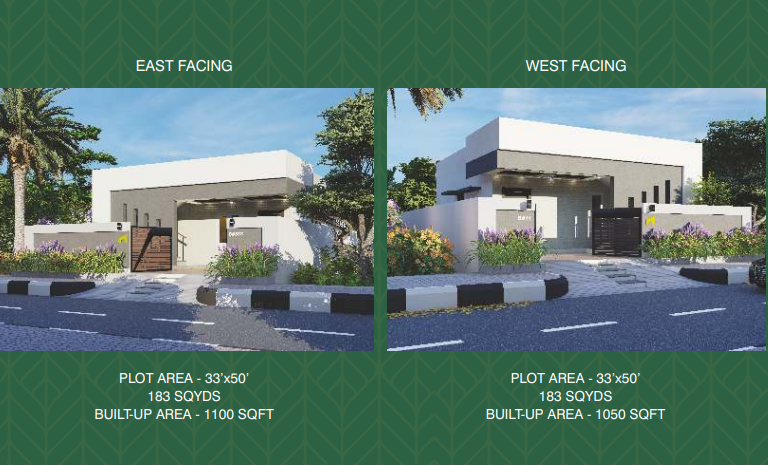 EAST FACING
WEST FACING
PLOT AREA - 33'x50'
183 SQYDS
BUILT-UP AREA - 1100 SQFT
PLOT AREA - 33'x50'
183 SQYDS
BUILT-UP AREA - 1050 SQFT